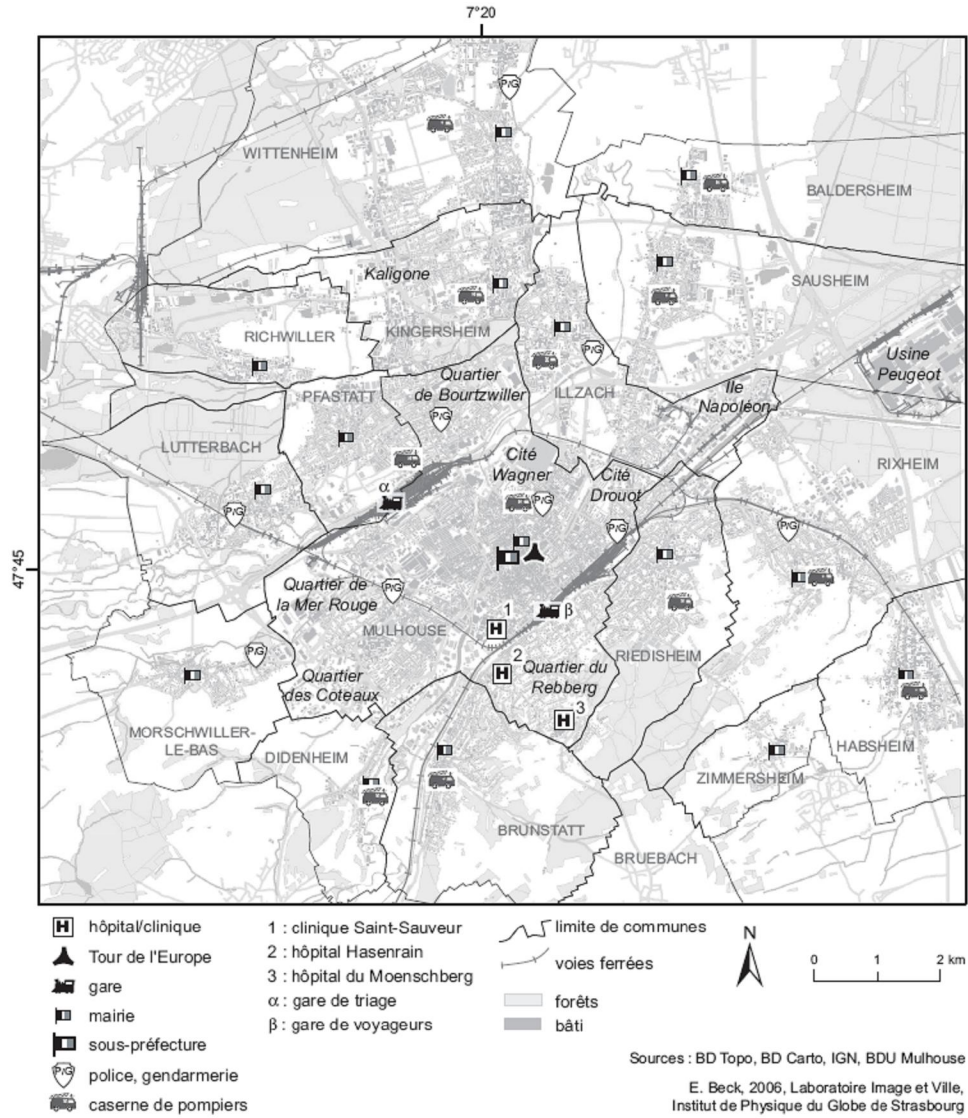 7°20
P/G
WITTENHEIM
BALDERSHEIM
Kaligone
SAUSHEIM
RICHWILLER
KINGERSHEIM
P/G
Usine
Peugeot
Quartier
de Bourtzwiller
PFASTATT
ILLZACH
Ile
Napoléon
P/G
LUTTERBACH
Cité
Wagner
RIXHEIM
Cité
Drouot
α
P/G
P/G
P/G
P/G
47°45
Quartier de
la Mer Rouge
P/G
1
β
MULHOUSE
H
P/G
2
RIEDISHEIM
H
Quartier du
Rebberg
Quartier
des Coteaux
3
H
MORSCHWILLER-
LE-BAS
DIDENHEIM
HABSHEIM
ZIMMERSHEIM
BRUNSTATT
BRUEBACH
H hôpital/clinique
Tour de l'Europe
gare
mairie
sous-préfecture
P/G police, gendarmerie
caserne de pompiers
1 : clinique Saint-Sauveur
2 : hôpital Hasenrain
3 : hôpital du Moenschberg
α : gare de triage
β : gare de voyageurs
limite de communes
voies ferrées
forêts
bâti
N
0 1 2 km
Sources : BD Topo, BD Carto, IGN, BDU Mulhouse
E. Beck, 2006, Laboratoire Image et Ville,
Institut de Physique du Globe de Strasbourg